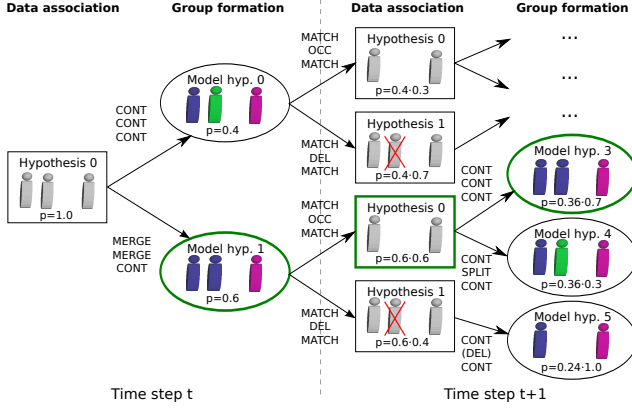 Data association
Group formation
Data association
Group formation
Hypothesis 0
p=1.0
CONT
CONT
CONT
MERGE
MERGE
CONT
Model hyp. 0
p=0.4
Model hyp. 1
p=0.6
MATCH
OCC
MATCH
MATCH
DEL
MATCH
MATCH
OCC
MATCH
MATCH
DEL
MATCH
Hypothesis 0
p=0.4·0.3
Hypothesis 1
p=0.4·0.7
Hypothesis 0
p=0.6·0.6
Hypothesis 1
p=0.6·0.4
CONT
CONT
CONT
CONT
SPLIT
CONT
CONT
(DEL)
CONT
...
...
...
Model hyp. 3
p=0.36·0.7
Model hyp. 4
p=0.36·0.3
Model hyp. 5
p=0.24·1.0
Time step t
Time step t+1